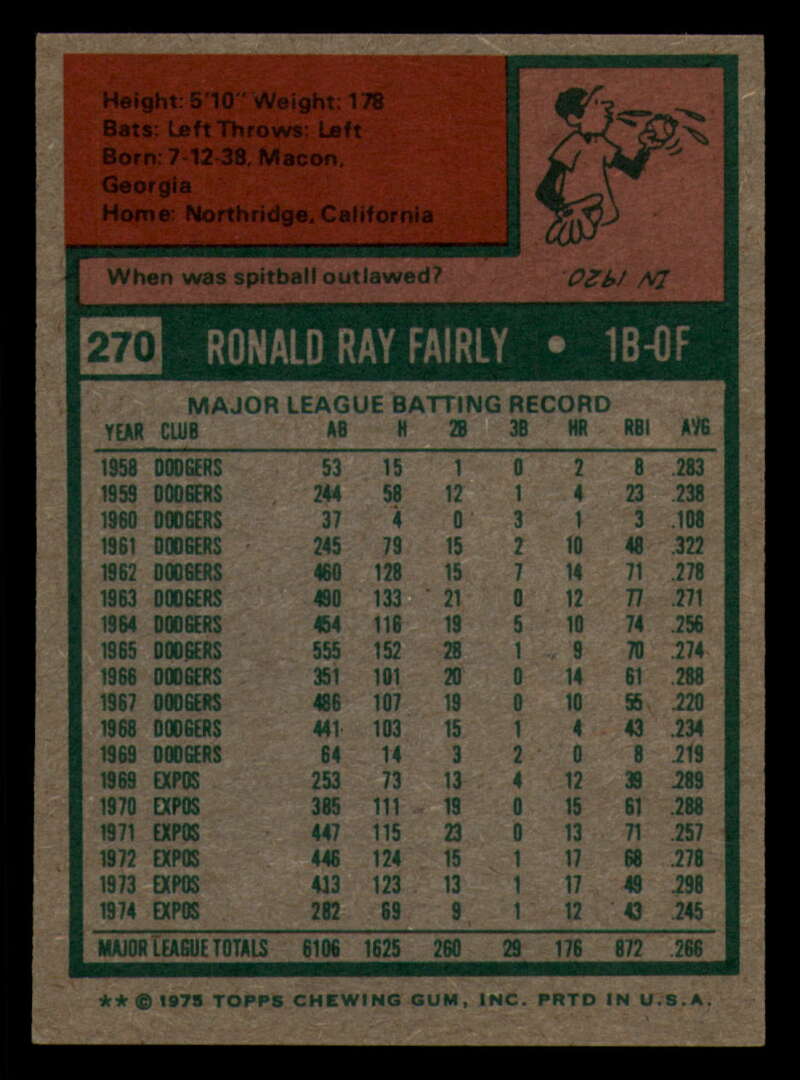 Height: 5'10" Weight: 178
Bats: Left Throws: Left
Born: 7-12-38, Macon,
Georgia
Home: Northridge, California
When was spitball outlawed?
IN 1920
270 RONALD RAY FAIRLY • 1B-OF
MAJOR LEAGUE BATTING RECORD
YEAR CLUB AB H 2B 3B HR RBI AVG
1958 DODGERS 53 15 1 0 2 8 .283
1959 DODGERS 244 58 12 1 4 23 .238
1960 DODGERS 37 4 0 3 1 3 .108
1961 DODGERS 245 79 15 2 10 48 .322
1962 DODGERS 460 128 15 7 14 71 .278
1963 DODGERS 490 133 21 0 12 77 .271
1964 DODGERS 454 116 19 5 10 74 .256
1965 DODGERS 555 152 28 1 9 70 .274
1966 DODGERS 351 101 20 0 14 61 .288
1967 DODGERS 486 107 19 0 10 55 .220
1968 DODGERS 441 103 15 1 4 43 .234
1969 DODGERS 64 14 3 2 0 8 .219
1969 EXPOS 253 73 13 4 12 39 .289
1970 EXPOS 385 111 19 0 15 61 .288
1971 EXPOS 447 115 23 0 13 71 .257
1972 EXPOS 446 124 15 1 17 68 .278
1973 EXPOS 413 123 13 1 17 49 .298
1974 EXPOS 282 69 9 1 12 43 .245
MAJOR LEAGUE TOTALS 6106 1625 260 29 176 872 .266
** © 1975 TOPPS CHEWING GUM, INC. PRTD IN U.S.A.